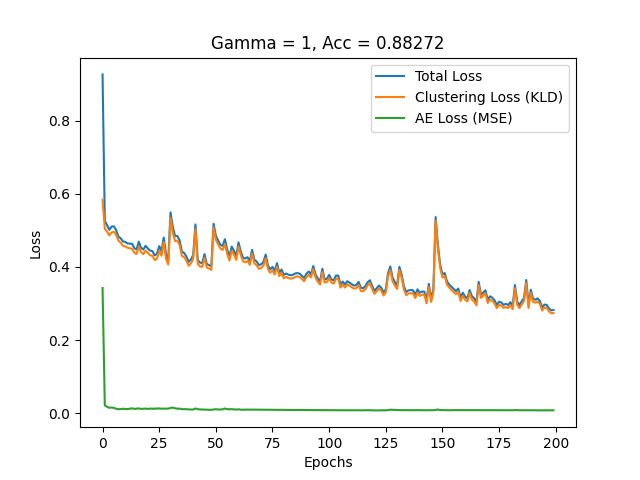 Gamma = 1, Acc = 0.88272
Total Loss
Clustering Loss (KLD)
AE Loss (MSE)
Loss
0.8
0.6
0.4
0.2
0.0
0 25 50 75 100 125 150 175 200
Epochs